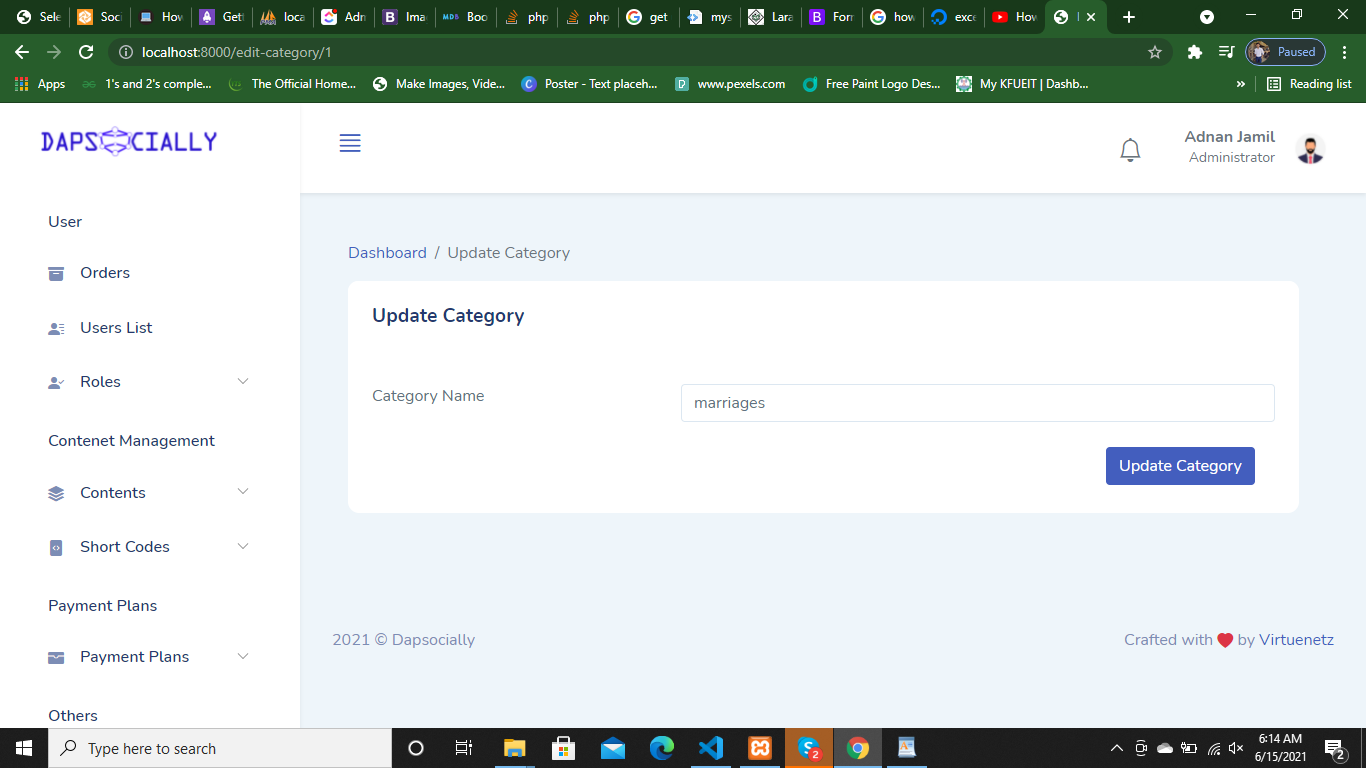 Sele
Soci
How
Get
loca
Adn
Ima
MDB Boo
php
php
get
mys
Lara
Forr
how
exce
How
localhost:8000/edit-category/1
Paused
Apps
1's and 2's comple...
The Official Home...
Make Images, Vide...
C Poster - Text placeh...
www.pexels.com
Free Paint Logo Des...
My KFUEIT | Dashb...
»
Reading list
DAPSOCIALLY
Adnan Jamil
Administrator
User
Orders
Users List
Roles
Contenet Management
Contents
Short Codes
Payment Plans
Payment Plans
Others
Dashboard / Update Category
Update Category
Category Name
marriages
Update Category
2021 © Dapsocially
Crafted with ❤ by Virtuenetz
Type here to search
2
6:14 AM
6/15/2021
2